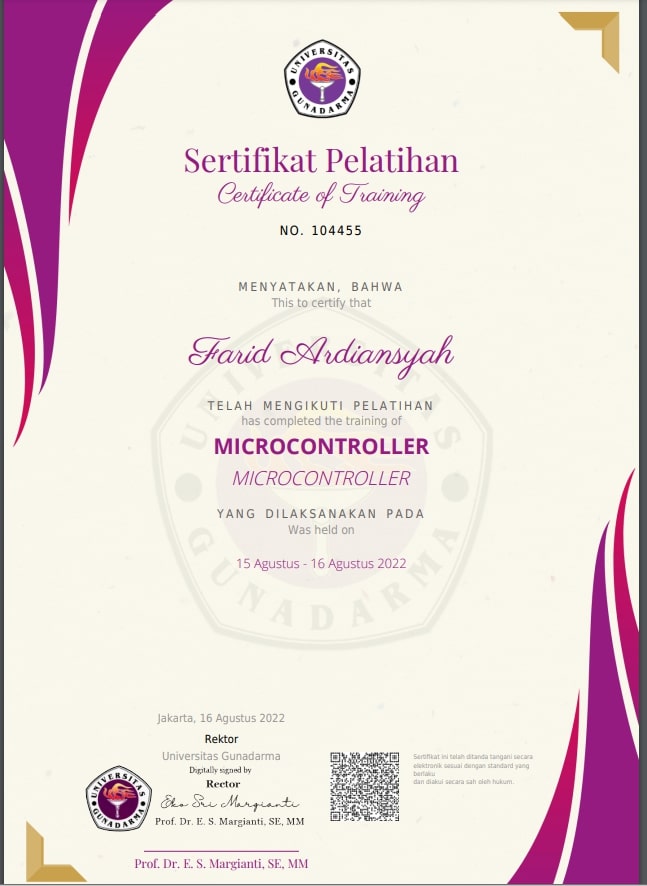 UNIVERSITAS
GUNADARMA
Sertifikat Pelatihan
Certificate of Training
NO. 104455
MENYATAKAN, BAHWA
This to certify that
Farid Ardiansyah
TELAH MENGIKUTI PELATIHAN
has completed the training of
MICROCONTROLLER
MICROCONTROLLER
YANG DILAKSANAKAN PADA
Was held on
15 Agustus - 16 Agustus 2022
UNIVERSITAS
GUNADARMA
Jakarta, 16 Agustus 2022
Rektor
Universitas Gunadarma
Digitally signed by
Rector
Eko Sri Margianti
Prof. Dr. E. S. Margianti, SE, MM
UNIVERSITAS
GUNADARMA
Sertifikat ini telah ditanda tangani secara
elektronik sesuai dengan standard yang
berlaku
dan diakui secara sah oleh hukum.
Prof. Dr. E. S. Margianti, SE, MM